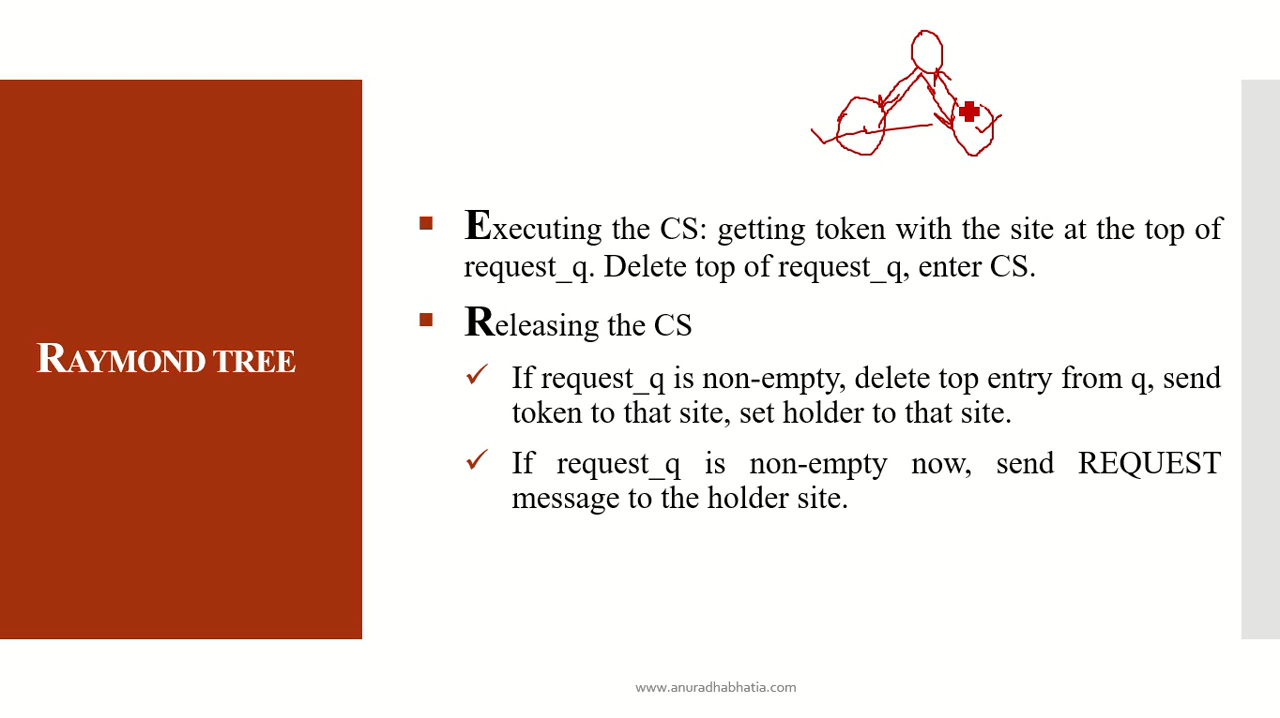 RAYMOND TREE
Executing the CS: getting token with the site at the top of
request_q. Delete top of request_q, enter CS.
Releasing the CS
If request_q is non-empty, delete top entry from q, send
token to that site, set holder to that site.
If request_q is non-empty now, send REQUEST
message to the holder site.
www.anuradhabhatia.com